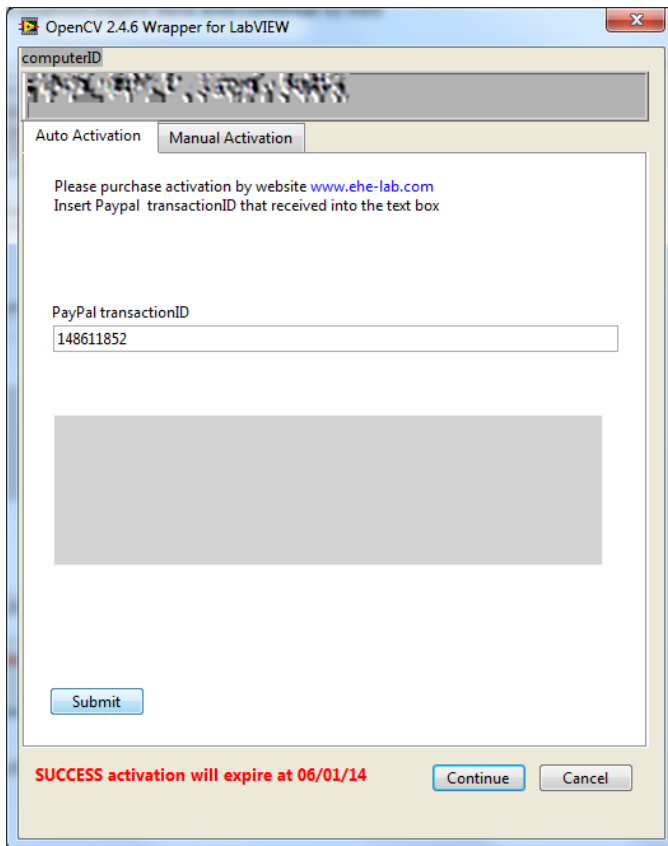 OpenCV 2.4.6 Wrapper for LabVIEW
computerID
Auto Activation Manual Activation
Please purchase activation by website www.ehe-lab.com
Insert Paypal transactionID that received into the text box
PayPal transactionID
148611852
Submit
SUCCESS activation will expire at 06/01/14 Continue Cancel